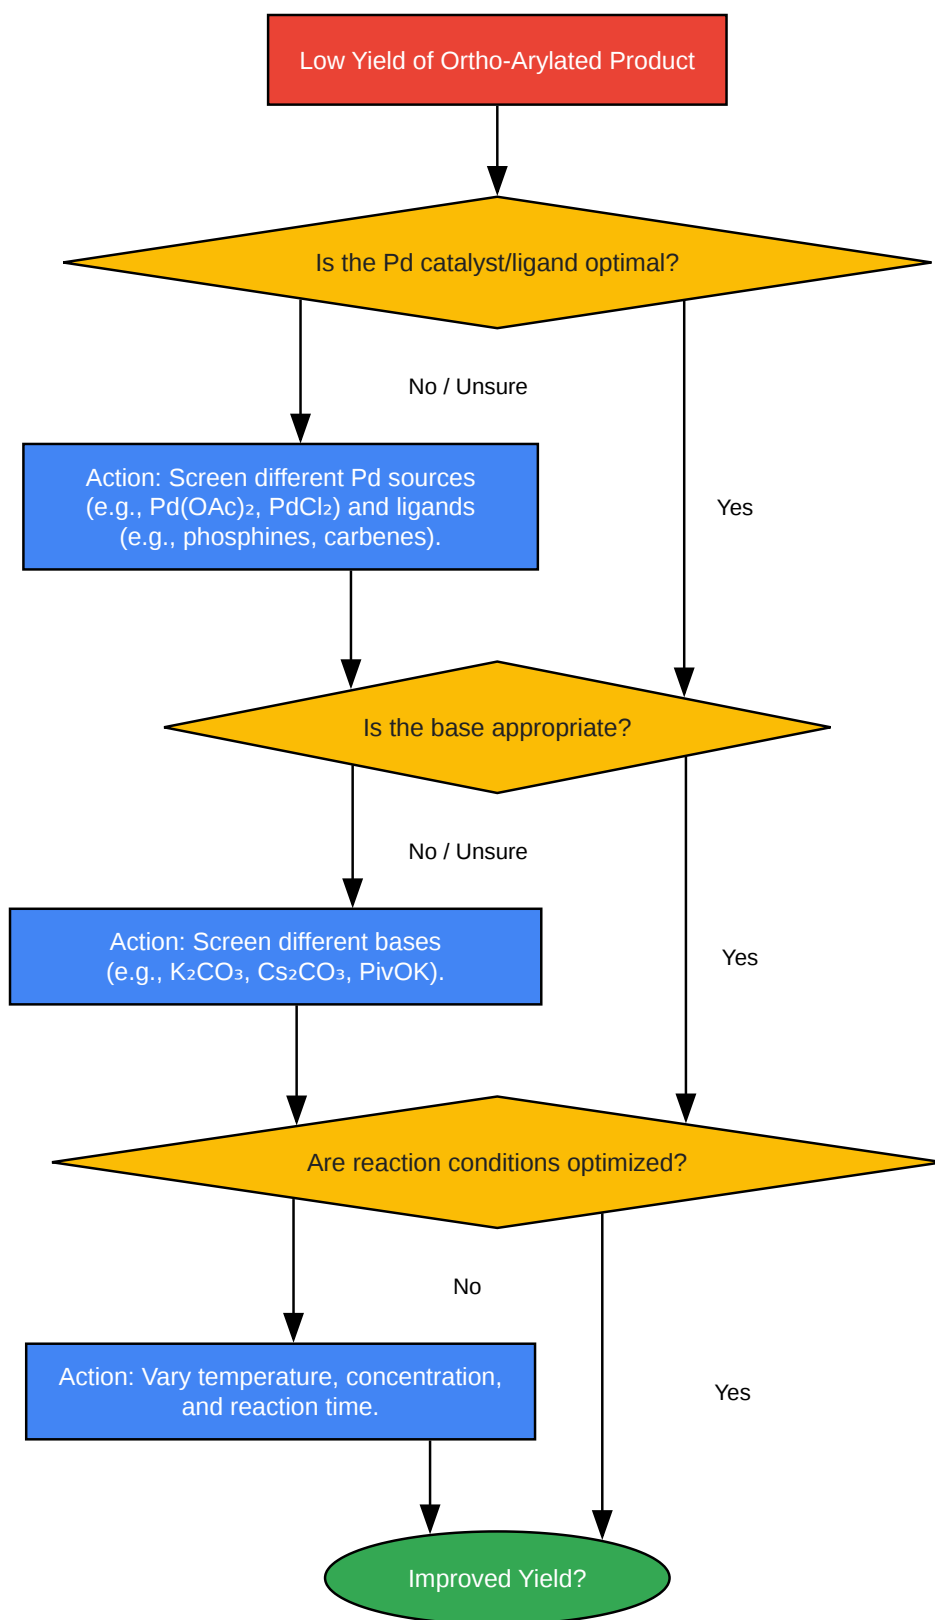 Low Yield of Ortho-Arylated Product
Is the Pd catalyst/ligand optimal?
No / Unsure
Action: Screen different Pd sources
(e.g., Pd(OAc)₂, PdCl₂) and ligands
(e.g., phosphines, carbenes).
Yes
Is the base appropriate?
No / Unsure
Action: Screen different bases
(e.g., K₂CO₃, Cs₂CO₃, PivOK).
Yes
Are reaction conditions optimized?
No
Action: Vary temperature, concentration,
and reaction time.
Yes
Improved Yield?